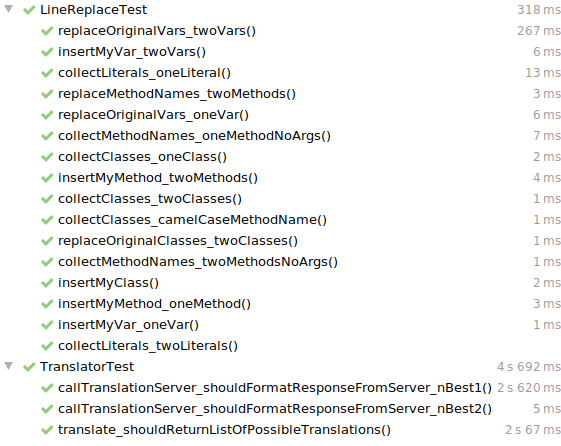 LineReplaceTest 318 ms
replaceOriginalVars_twoVars() 267 ms
insertMyVar_twoVars() 6 ms
collectLiterals_oneLiteral() 13 ms
replaceMethodNames_twoMethods() 3 ms
replaceOriginalVars_oneVar() 6 ms
collectMethodNames_oneMethodNoArgs() 7 ms
collectClasses_oneClass() 2 ms
insertMyMethod_twoMethods() 4 ms
collectClasses_twoClasses() 1 ms
collectClasses_camelCaseMethodName() 1 ms
replaceOriginalClasses_twoClasses() 1 ms
collectMethodNames_twoMethodsNoArgs() 1 ms
insertMyClass() 2 ms
insertMyMethod_oneMethod() 3 ms
insertMyVar_oneVar() 1 ms
collectLiterals_twoLiterals()
TranslatorTest 4 s 692 ms
callTranslationServer_shouldFormatResponseFromServer_nBest1() 2 s 620 ms
callTranslationServer_shouldFormatResponseFromServer_nBest2() 5 ms
translate_shouldReturnListOfPossibleTranslations() 2 s 67 ms